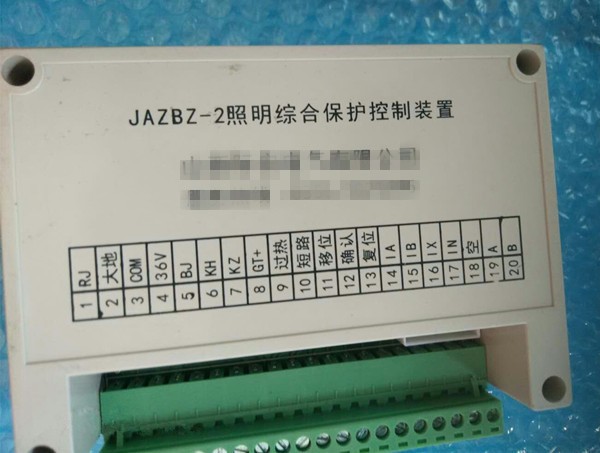 JAZBZ-2照明综合保护控制装置
1 RJ
2 大地
3 COM
4 36V
5 BJ
6 KH
7 KZ
8 GT+
9 过热
10 短路
11 移位
12 确认
13 复位
14 IA
15 IB
16 IX
17 IN
18 空
19 A
20 B